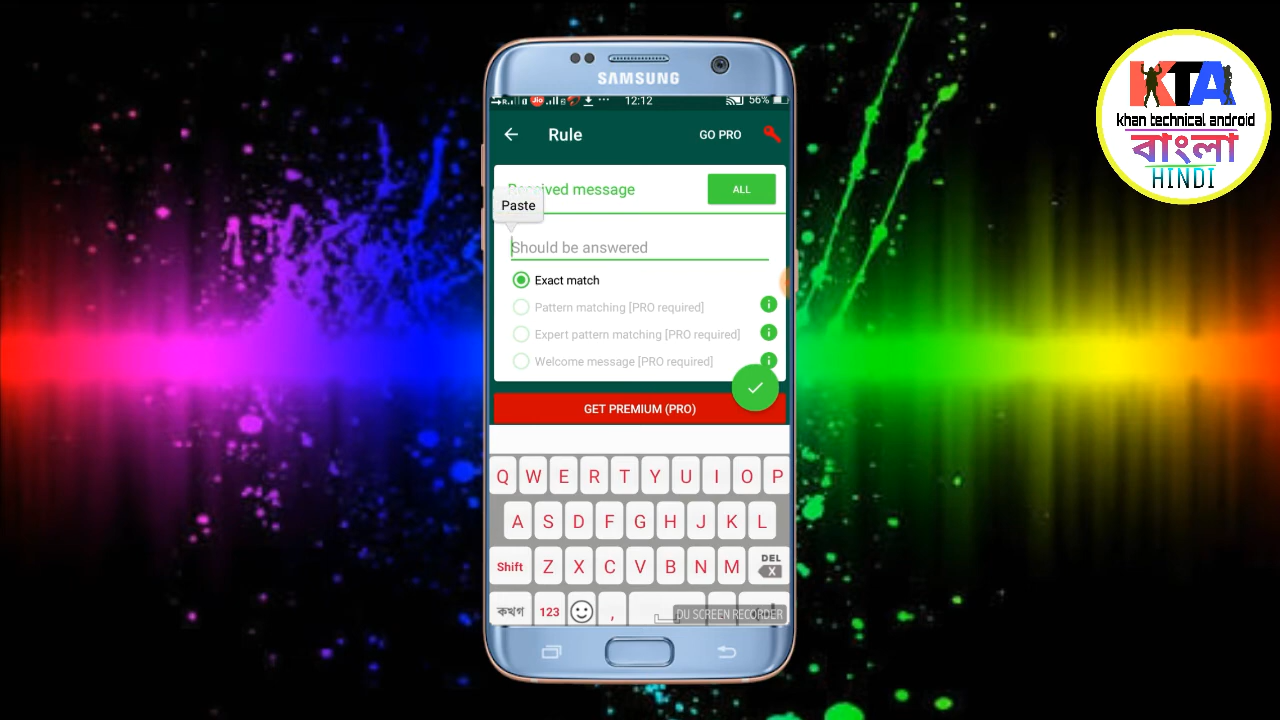 SAMSUNG
12:12
56%
Rule
GO PRO
Received message
ALL
Paste
Should be answered
Exact match
Pattern matching [PRO required]
Expert pattern matching [PRO required]
Welcome message [PRO required]
GET PREMIUM (PRO)
Q W E R T Y U I O P
A S D F G H J K L
Shift Z X C V B N M DEL
কখগ 123 ,
DU SCREEN RECORDER
KTA
khan technical android
বাংলা
HINDI